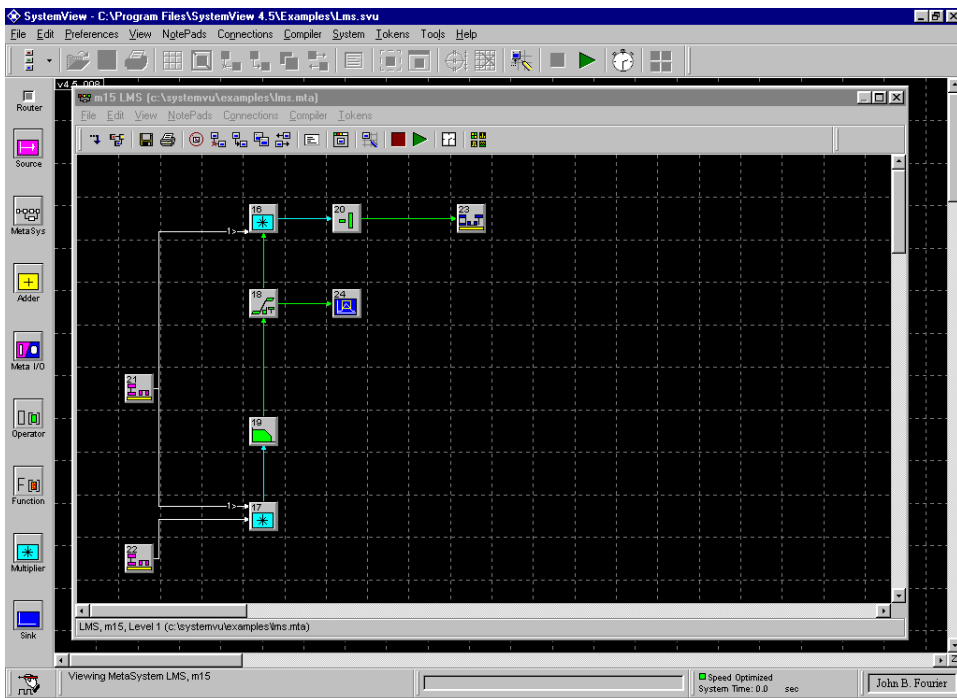 SystemView - C:\Program Files\SystemView 4.5\Examples\Lms.svu
File Edit Preferences View NotePads Connections Compiler System Tokens Tools Help
v4.5.008
Router
m15 LMS (c:\systemvu\examples\lms.mta)
File Edit View NotePads Connections Compiler Tokens
Source
MetaSys
Adder
Meta I/O
Operator
Function
Multiplier
Sink
16
20
23
1>
18
24
21
19
1>
17
22
LMS, m15, Level 1 (c:\systemvu\examples\lms.mta)
Z
Viewing MetaSystem LMS, m15
Speed Optimized
System Time: 0.0 sec
John B. Fourier